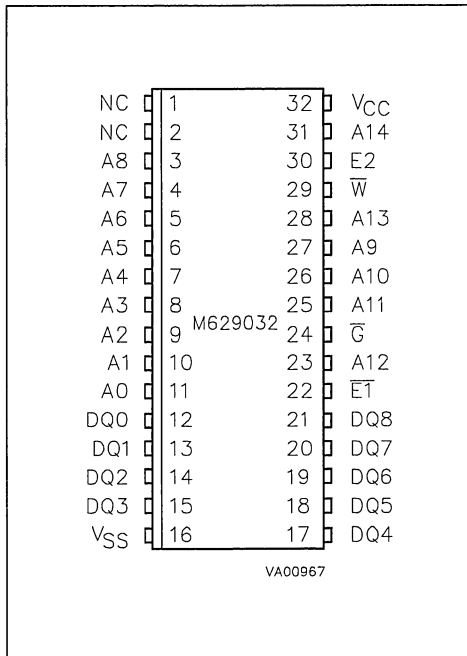 NC 1 32 V_CC
NC 2 31 A14
A8 3 30 E2
A7 4 29 W̅
A6 5 28 A13
A5 6 27 A9
A4 7 26 A10
A3 8 25 A11
M629032
A2 9 24 G̅
A1 10 23 A12
A0 11 22 E̅1̅
DQ0 12 21 DQ8
DQ1 13 20 DQ7
DQ2 14 19 DQ6
DQ3 15 18 DQ5
V_SS 16 17 DQ4
VA00967